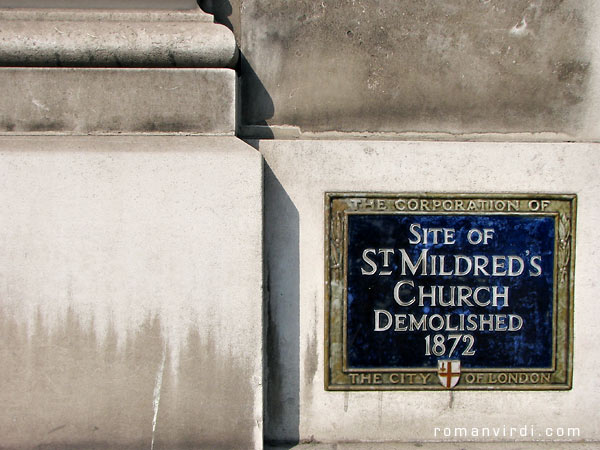 THE CORPORATION OF
SITE OF
ST MILDRED'S
CHURCH
DEMOLISHED
1872
THE CITY OF LONDON
romanvirdi.com